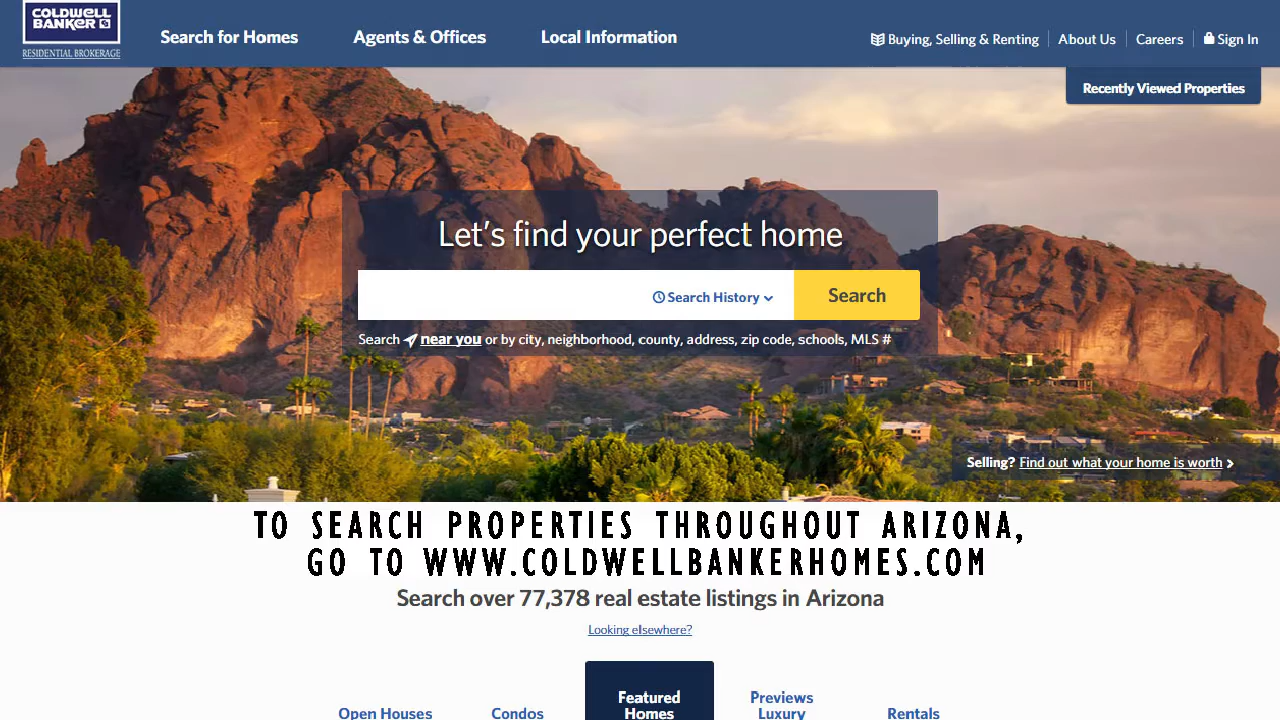 COLDWELL
BANKER
RESIDENTIAL BROKERAGE
Search for Homes
Agents & Offices
Local Information
Buying, Selling & Renting
About Us
Careers
Sign In
Recently Viewed Properties
Let's find your perfect home
Search History
Search
Search near you or by city, neighborhood, county, address, zip code, schools, MLS #
Selling? Find out what your home is worth
TO SEARCH PROPERTIES THROUGHOUT ARIZONA,
GO TO WWW.COLDWELLBANKERHOMES.COM
Search over 77,378 real estate listings in Arizona
Looking elsewhere?
Open Houses
Condos
Featured
Homes
Previews
Luxury
Rentals